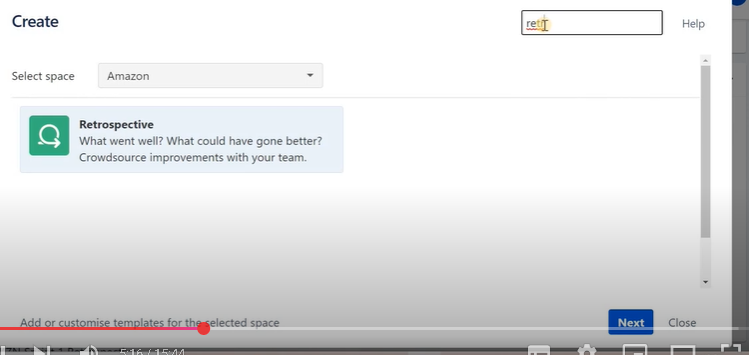 Create
Help
Select space
Amazon
Retrospective
What went well? What could have gone better?
Crowdsource improvements with your team.
Add or customise templates for the selected space
Next
Close
5:16 / 15:44